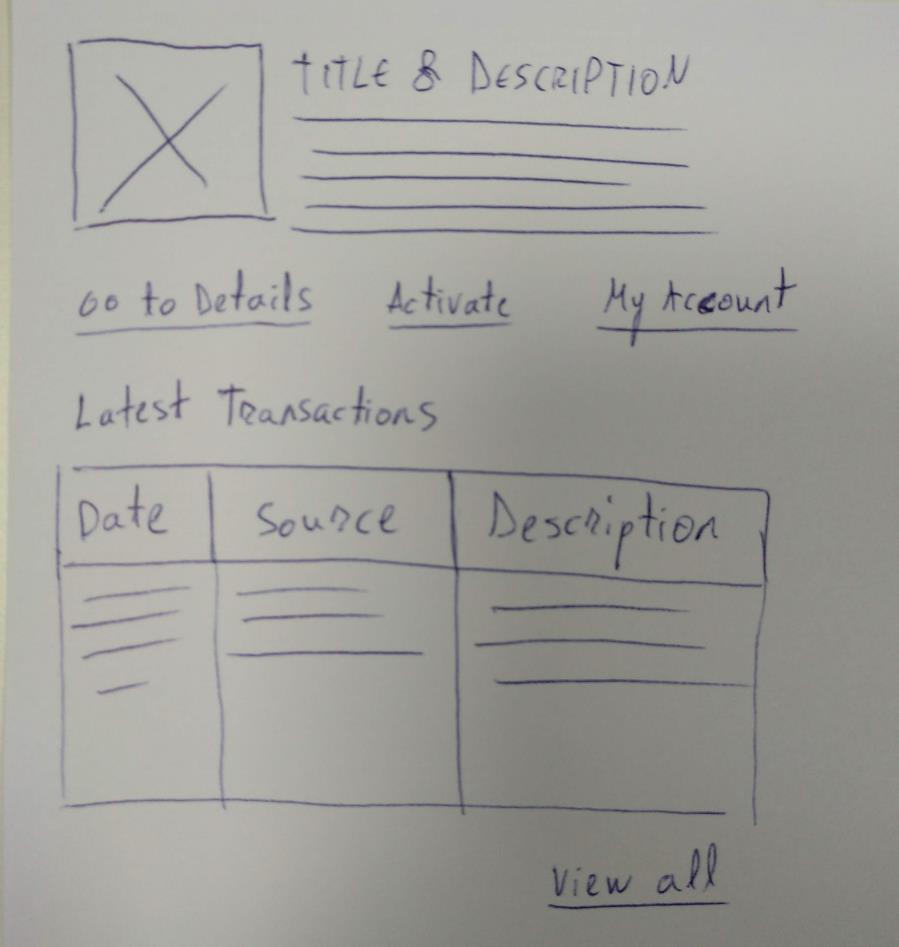 TITLE & DESCRIPTION
Go to Details Activate My Account
Latest Transactions
Date Source Description
View all